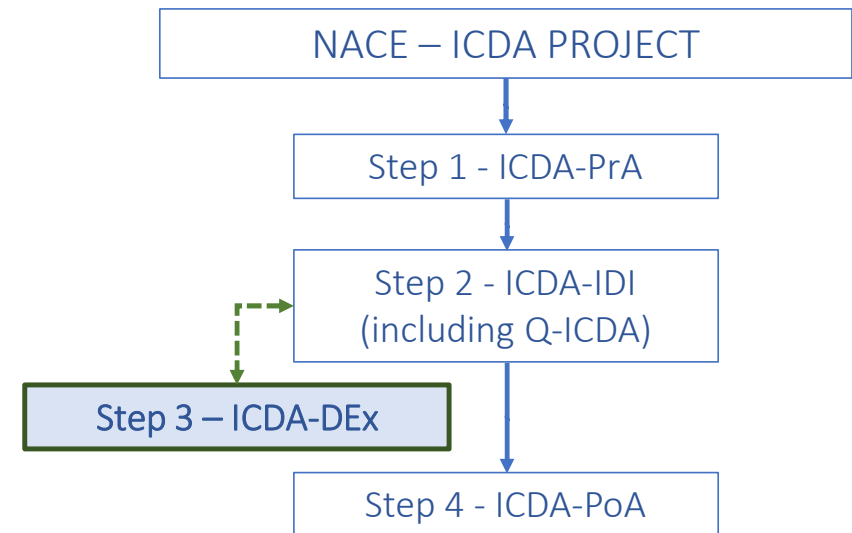 NACE – ICDA PROJECT
Step 1 - ICDA-PrA
Step 2 - ICDA-IDI
(including Q-ICDA)
Step 3 – ICDA-DEx
Step 4 - ICDA-PoA